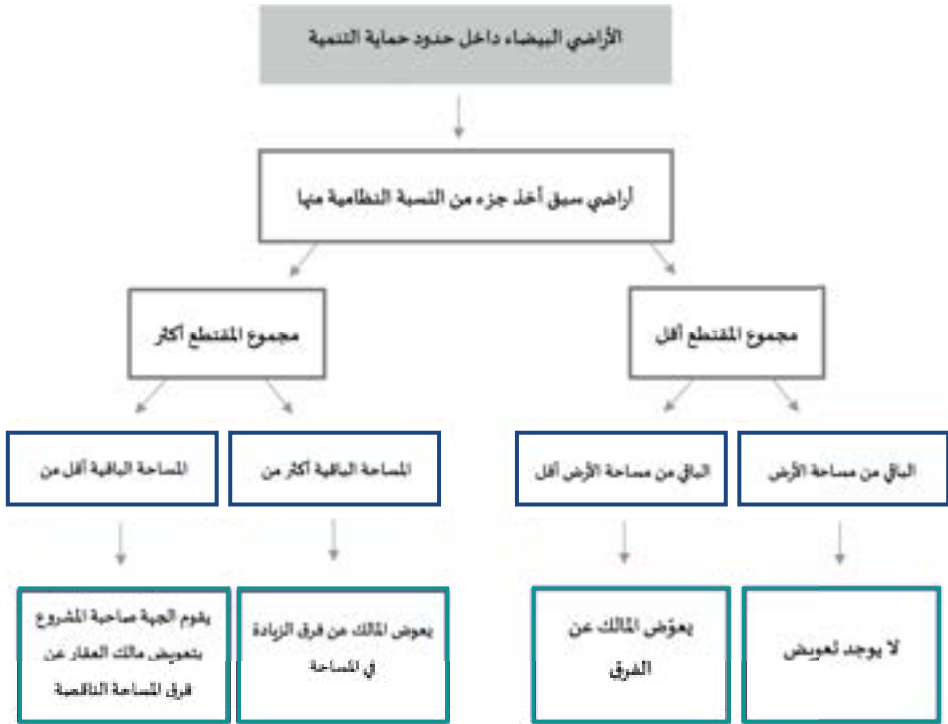 الأراضي البيضاء داخل حدود حماية التنمية
أراضي سبق أخذ جزء من النسبة النظامية منها
مجموع المقتطع أقل
مجموع المقتطع أكثر
الباقي من مساحة الأرض
الباقي من مساحة الأرض أقل
المساحة الباقية أكثر من
المساحة الباقية أقل من
لا يوجد تعويض
يعوّض المالك عن
الفرق
يعوض المالك عن فرق الزيادة
في المساحة
يقوم الجهة صاحبة المشروع
بتعويض مالك العقار عن
فرق المساحة الناقصة